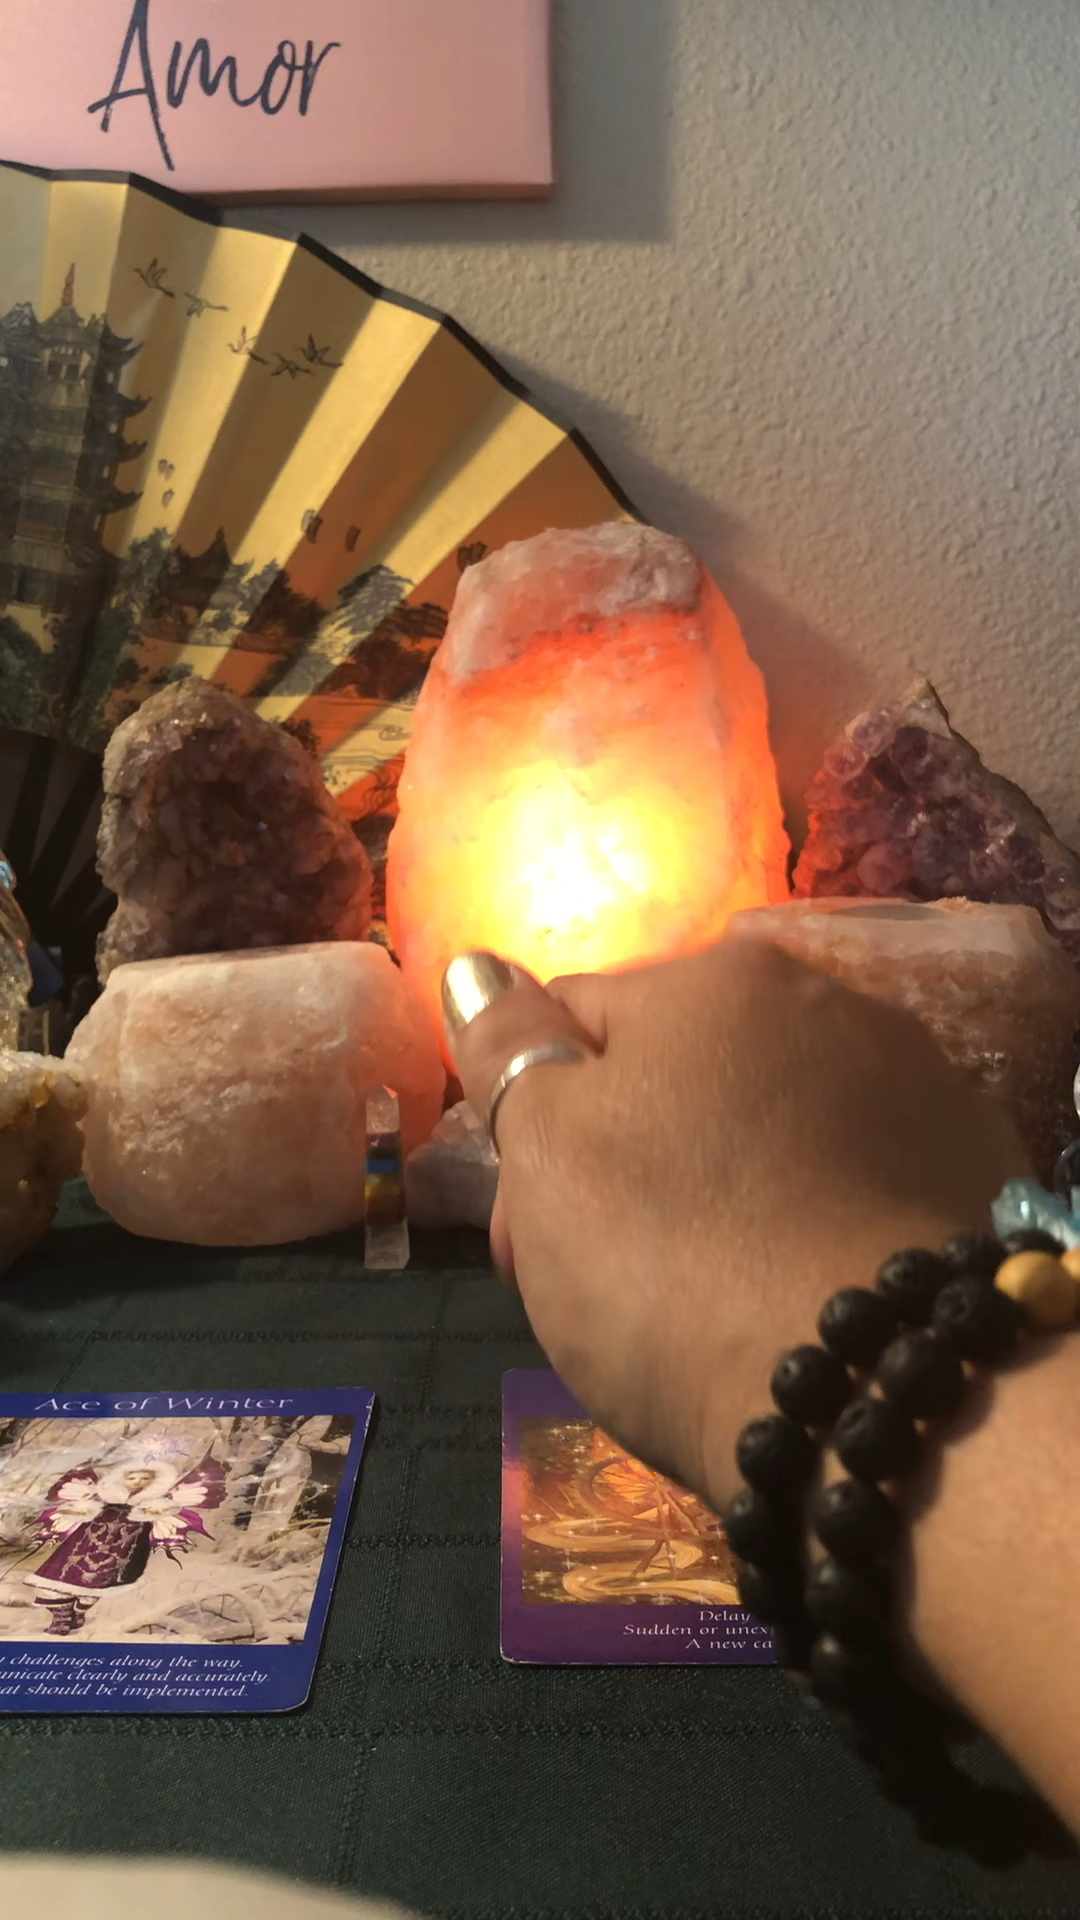 Amor
Ace of Winter
challenges along the way.
unicate clearly and accurately
at should be implemented.
Delay
Sudden or unex
A new ca